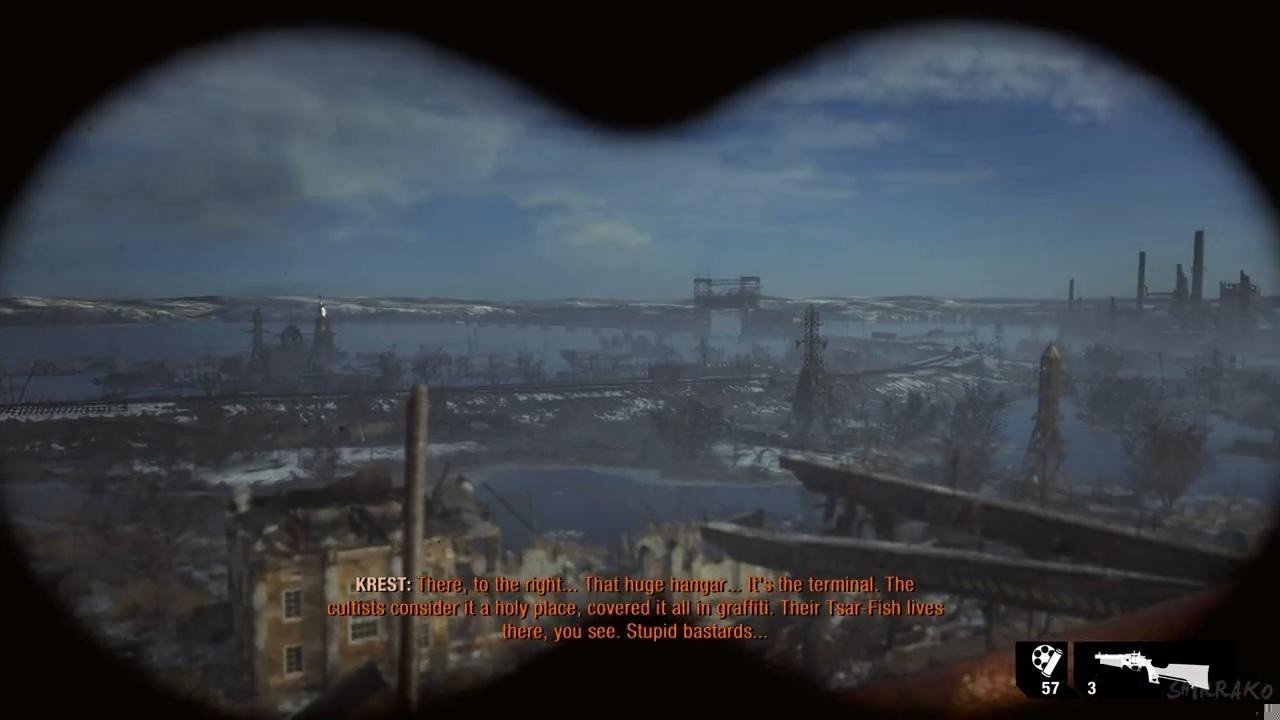 KREST: There, to the right... That huge hangar... It's the terminal. The
cultists consider it a holy place, covered it all in graffiti. Their Tsar-Fish lives
there, you see. Stupid bastards...
57
3
SHIRRAKO